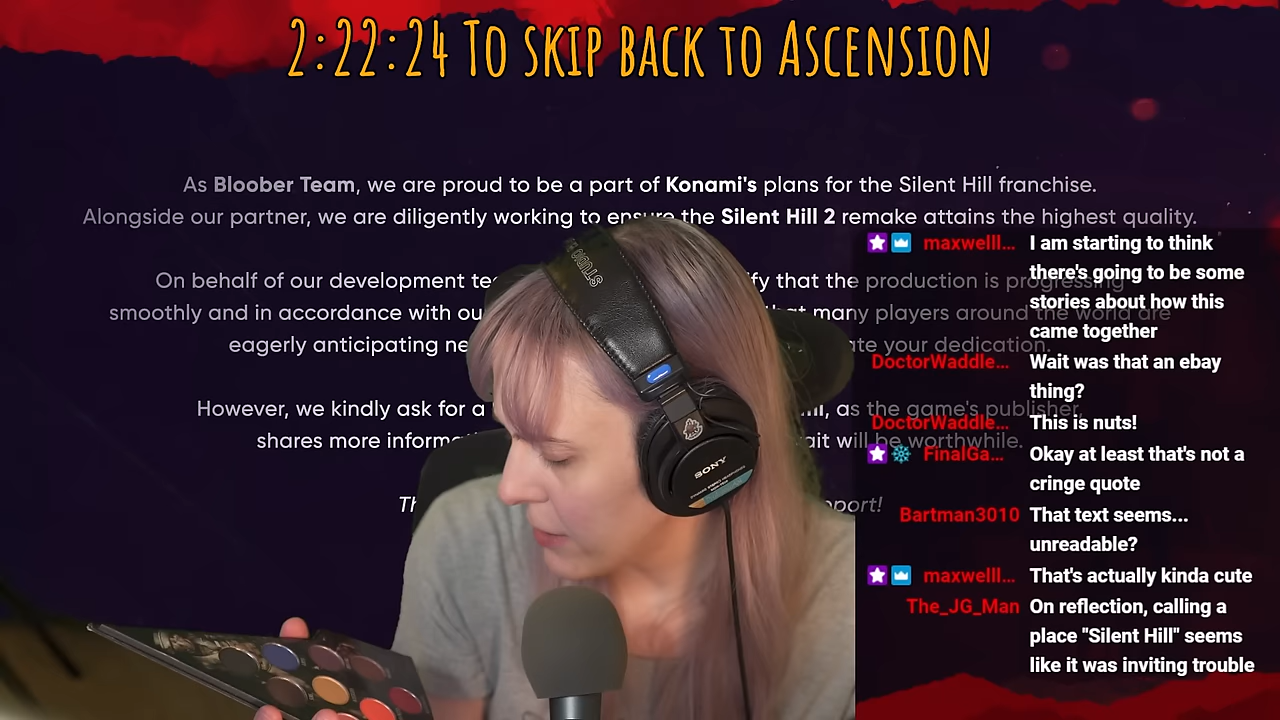 2:22:24 To skip back to Ascension
As Bloober Team, we are proud to be a part of Konami's plans for the Silent Hill franchise.
Alongside our partner, we are diligently working to ensure the Silent Hill 2 remake attains the highest quality.
On behalf of our development that the production is progressing
smoothly and in accordance with many players around the world are
eagerly anticipating your dedication.
However, we kindly ask for a as the game's publisher,
shares more will be worthwhile.
STUDIO
SONY
maxwelll... I am starting to think
there's going to be some
stories about how this
came together
DoctorWaddle... Wait was that an ebay
thing?
DoctorWaddle... This is nuts!
FinalGa... Okay at least that's not a
cringe quote
Bartman3010 That text seems...
unreadable?
maxwelll... That's actually kinda cute
The_JG_Man On reflection, calling a
place "Silent Hill" seems
like it was inviting trouble